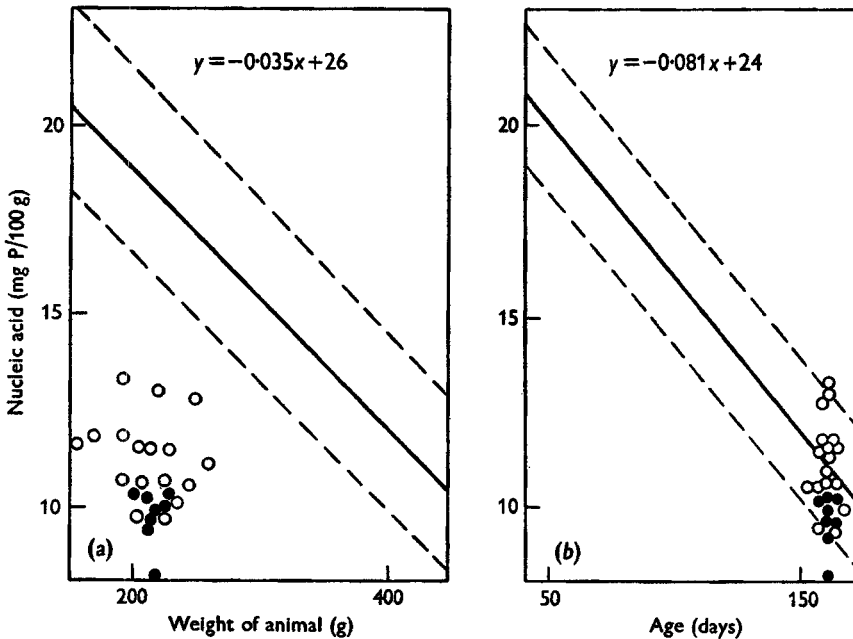 y = −0·035x + 26
y = −0·081x + 24
Nucleic acid (mg P/100 g)
20
15
10
20
15
10
(a)
(b)
200
400
50
150
Weight of animal (g)
Age (days)